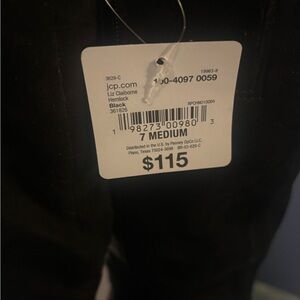 3629-C
jcp.com
Liz Claiborne
Hemlock
Black
361826
190-4097 0059
1 98273 00980 3
7 MEDIUM
Distributed in the U.S. by Penney OpCo LLC,
Plano, Texas 75024-3698
$115